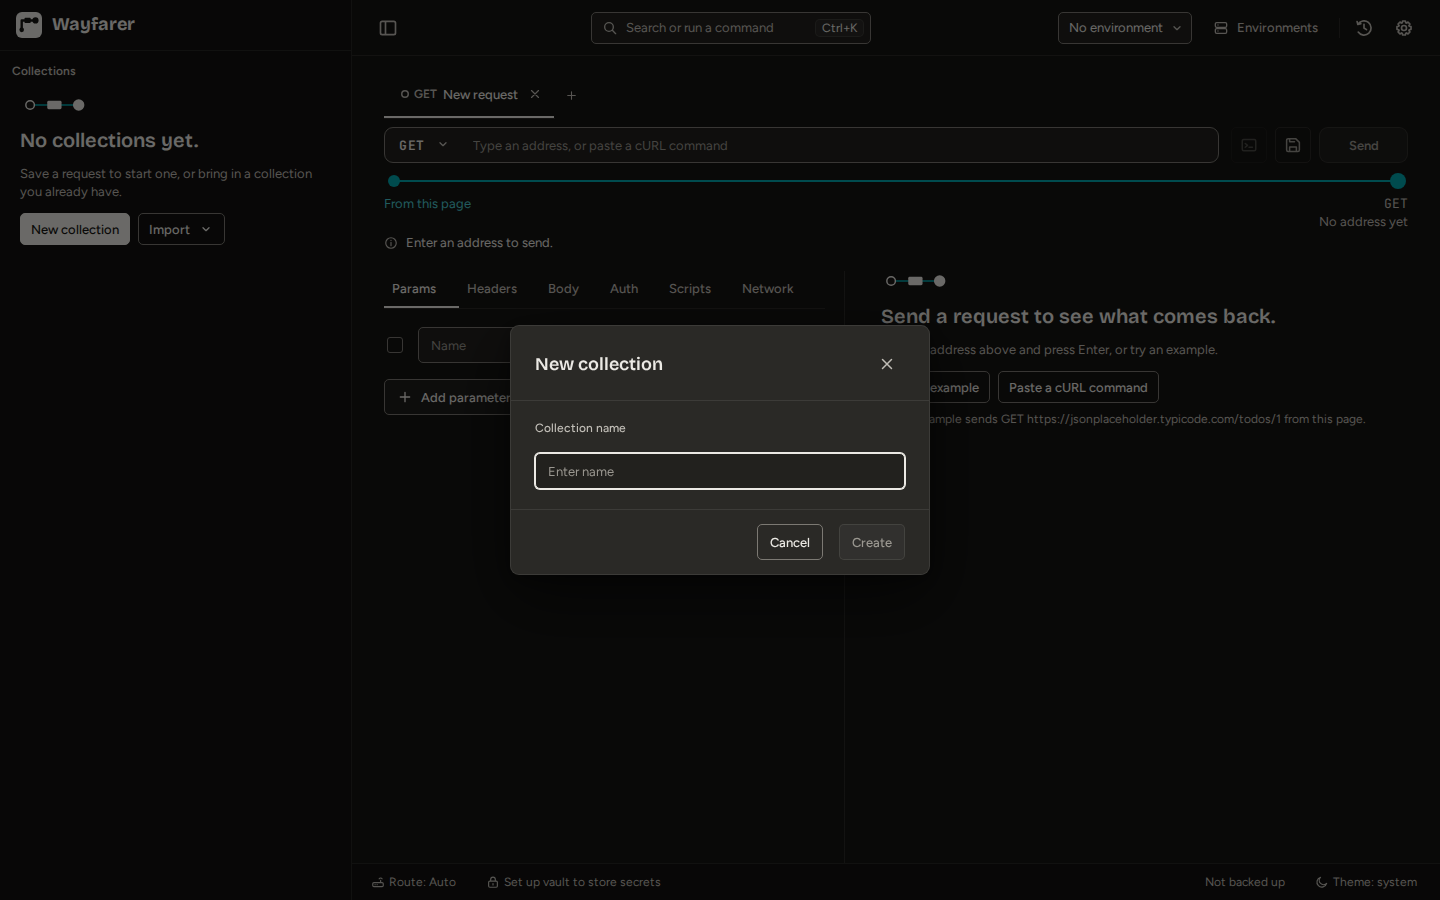 Wayfarer
Search or run a command
Ctrl+K
No environment
Environments
Collections
No collections yet.
Save a request to start one, or bring in a collection
you already have.
New collection
Import
GET New request
GET
Type an address, or paste a cURL command
Send
From this page
GET
No address yet
Enter an address to send.
Params
Headers
Body
Auth
Scripts
Network
Name
Add parameter
Send a request to see what comes back.
address above and press Enter, or try an example.
example
Paste a cURL command
sends GET https://jsonplaceholder.typicode.com/todos/1 from this page.
New collection
Collection name
Enter name
Cancel
Create
Route: Auto
Set up vault to store secrets
Not backed up
Theme: system